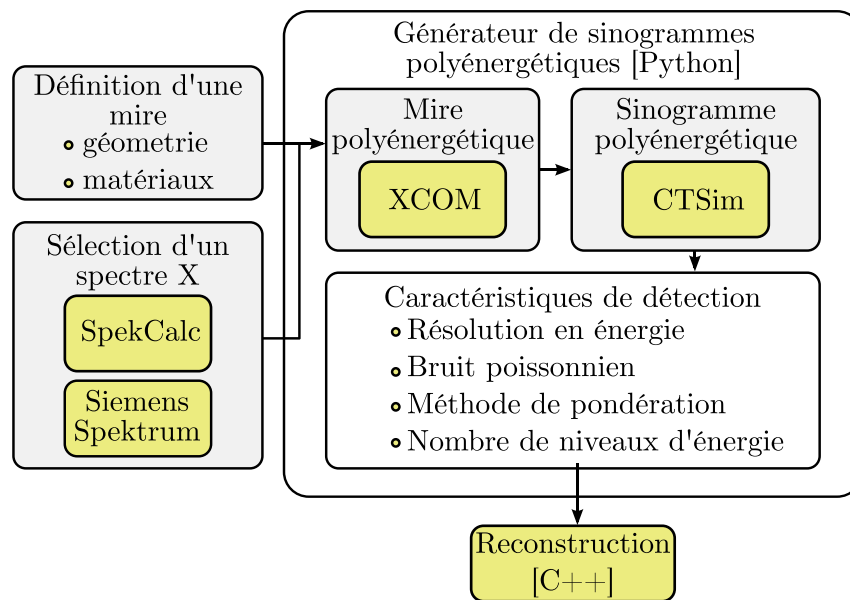 Définition d'une
mire
géometrie
matériaux
Sélection d'un
spectre X
SpekCalc
Siemens
Spektrum
Générateur de sinogrammes
polyénergétiques [Python]
Mire
polyénergétique
XCOM
Sinogramme
polyénergétique
CTSim
Caractéristiques de détection
Résolution en énergie
Bruit poissonnien
Méthode de pondération
Nombre de niveaux d'énergie
Reconstruction
[C++]